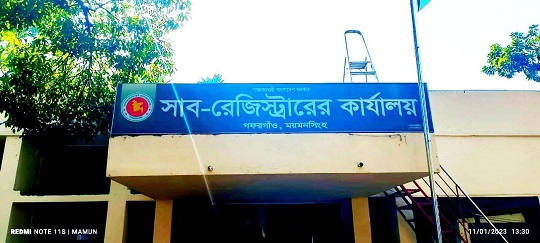 গণপ্রজাতন্ত্রী বাংলাদেশ সরকার
সাব-রেজিস্ট্রারের কার্যালয়
গফরগাঁও, ময়মনসিংহ
REDMI NOTE 11S | MAMUN
11/01/2023 13:30